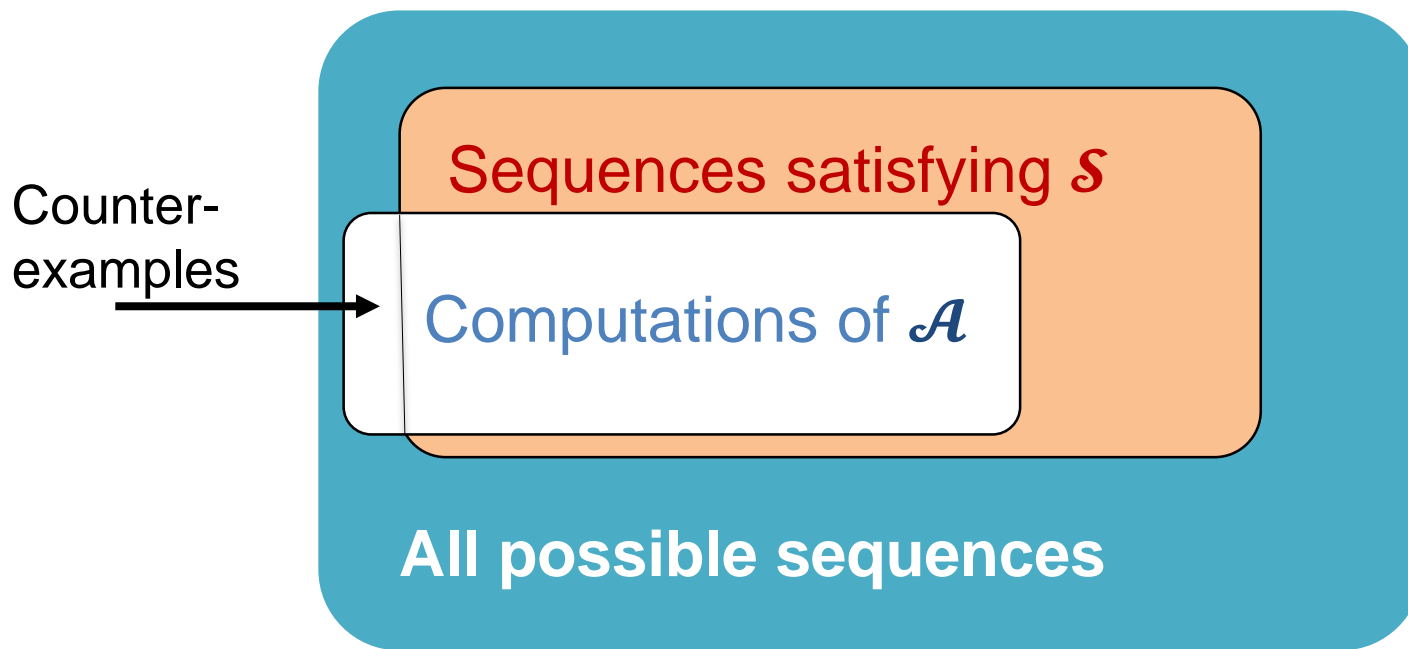 Sequences satisfying 𝓢
Counter-
examples
Computations of 𝓐
All possible sequences